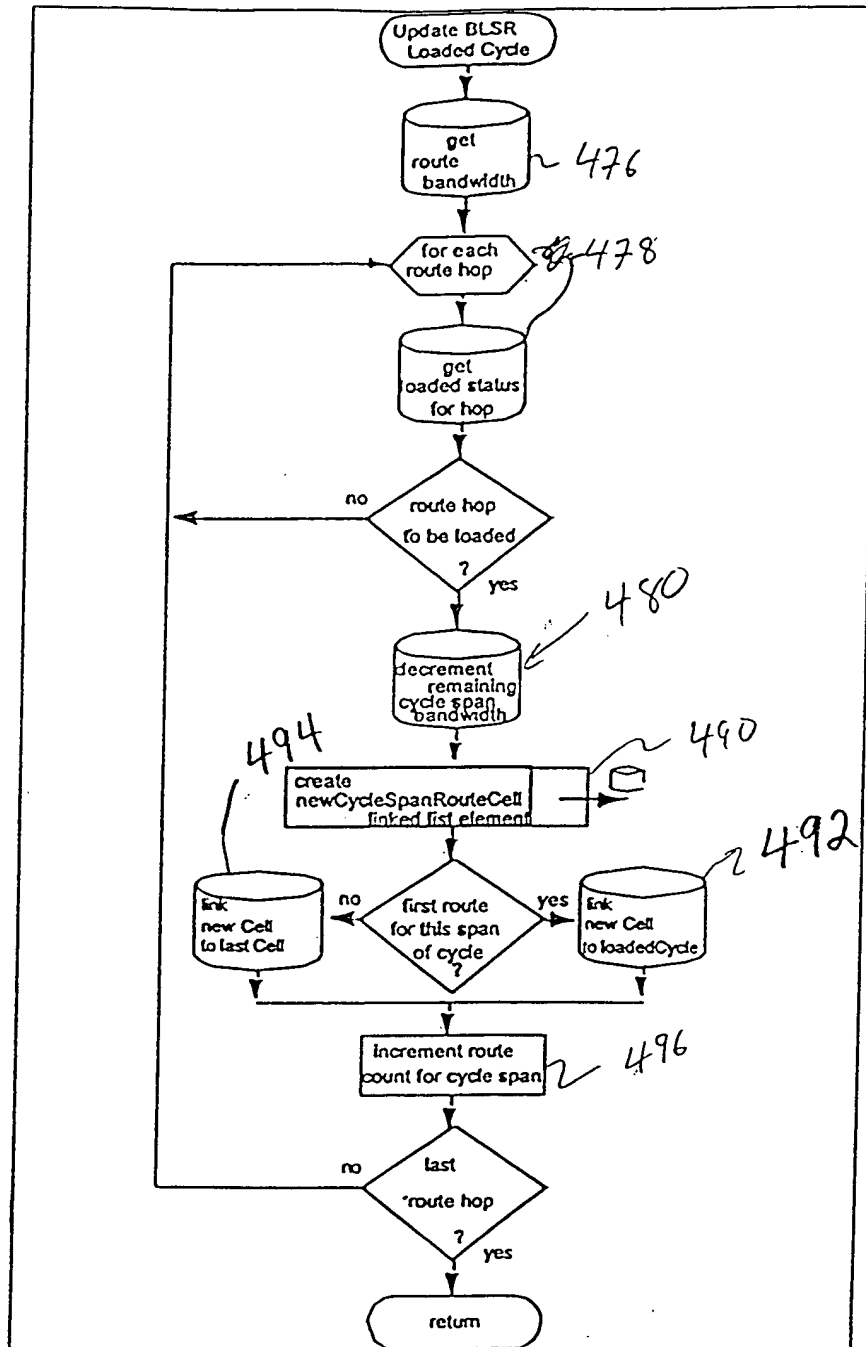 Update BLSR
Loaded Cycle
get
route
bandwidth
476
for each
route hop
478
get
loaded status
for hop
no
route hop
to be loaded
?
yes
480
decrement
remaining
cycle span
bandwidth
494
490
create
newCycleSpanRouteCell
linked list element
492
link
new Cell
to last Cell
no
first route
for this span
of cycle
?
yes
link
new Cell
to loadedCycle
increment route
count for cycle span
496
no
last
route hop
?
yes
return